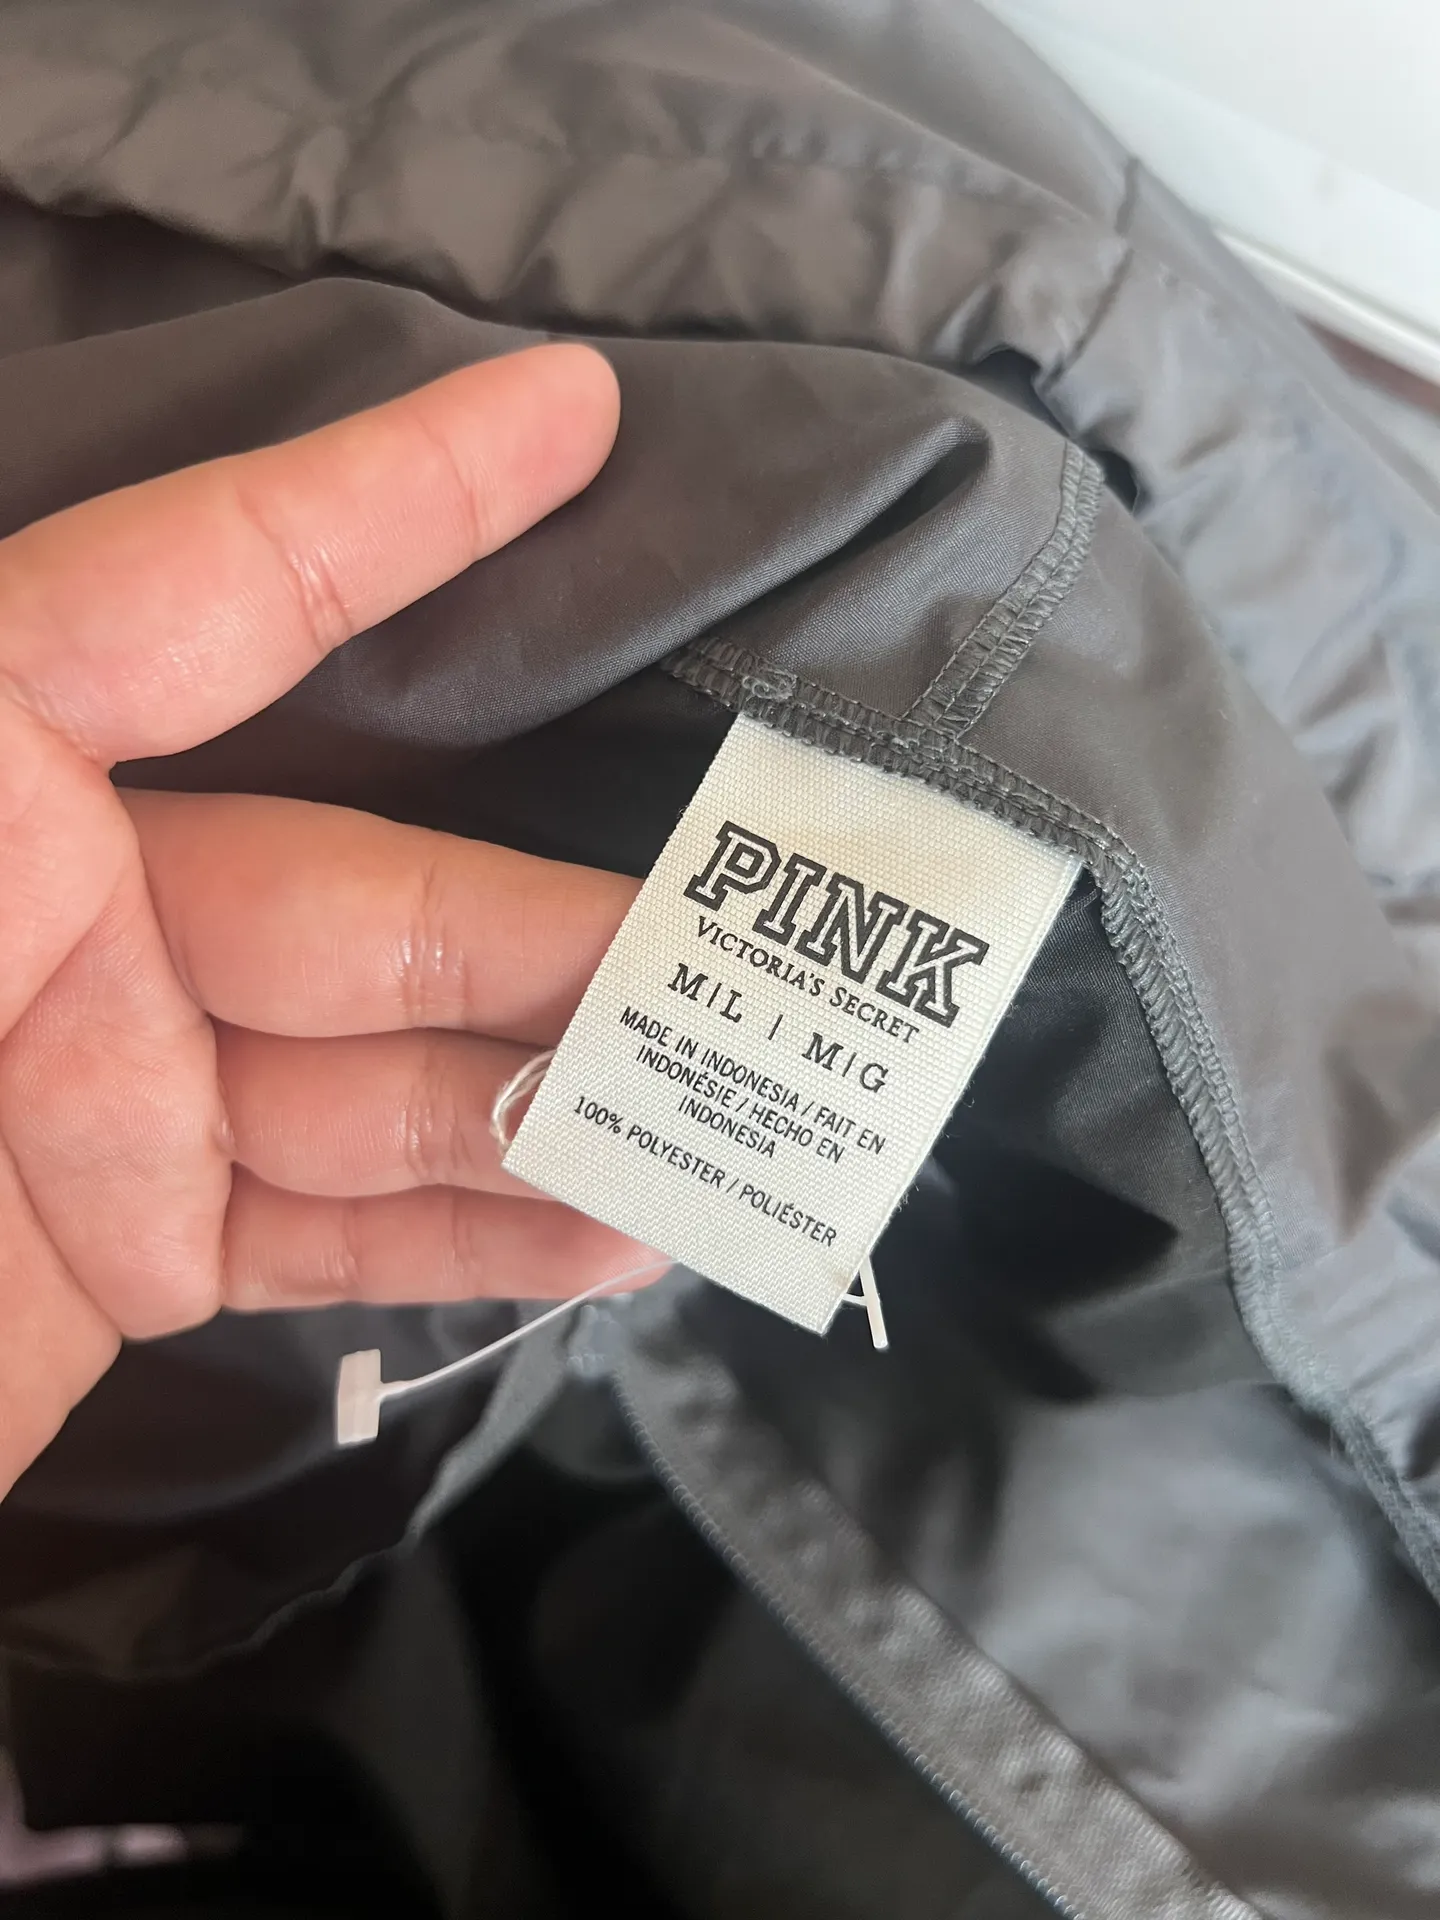 PINK
VICTORIA'S SECRET
M|L | M|G
MADE IN INDONESIA / FAIT EN
INDONÉSIE / HECHO EN
INDONESIA
100% POLYESTER / POLIÉSTER